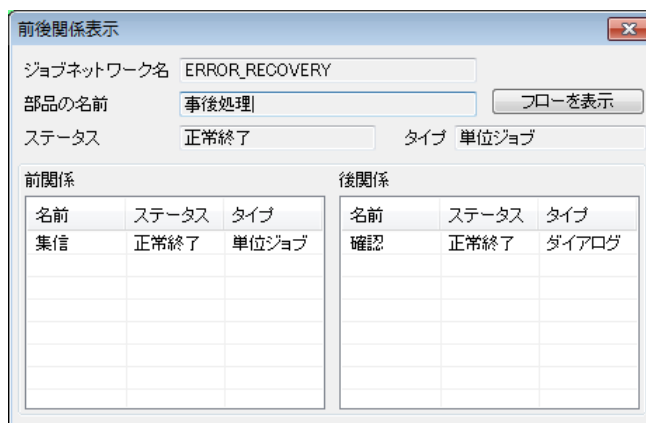 前後関係表示
ジョブネットワーク名 ERROR_RECOVERY
部品の名前 事後処理 フローを表示
ステータス 正常終了 タイプ 単位ジョブ
前関係 後関係
名前 ステータス タイプ 名前 ステータス タイプ
集信 正常終了 単位ジョブ 確認 正常終了 ダイアログ